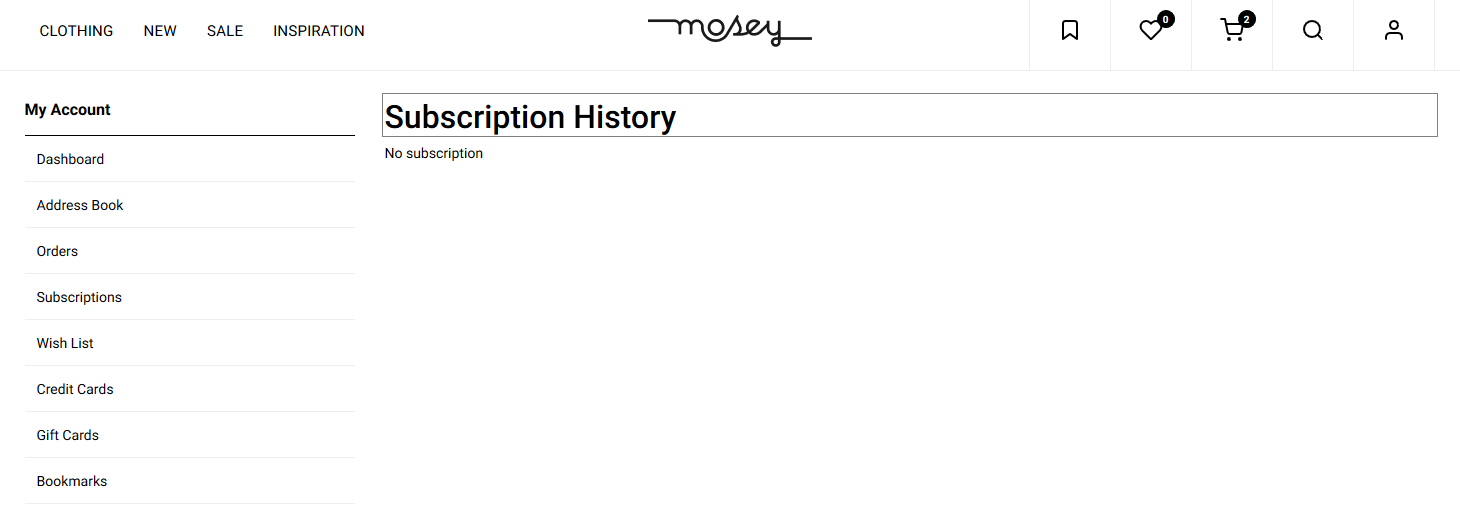 CLOTHING NEW SALE INSPIRATION mosey 0 2
My Account
Dashboard
Address Book
Orders
Subscriptions
Wish List
Credit Cards
Gift Cards
Bookmarks
Subscription History
No subscription